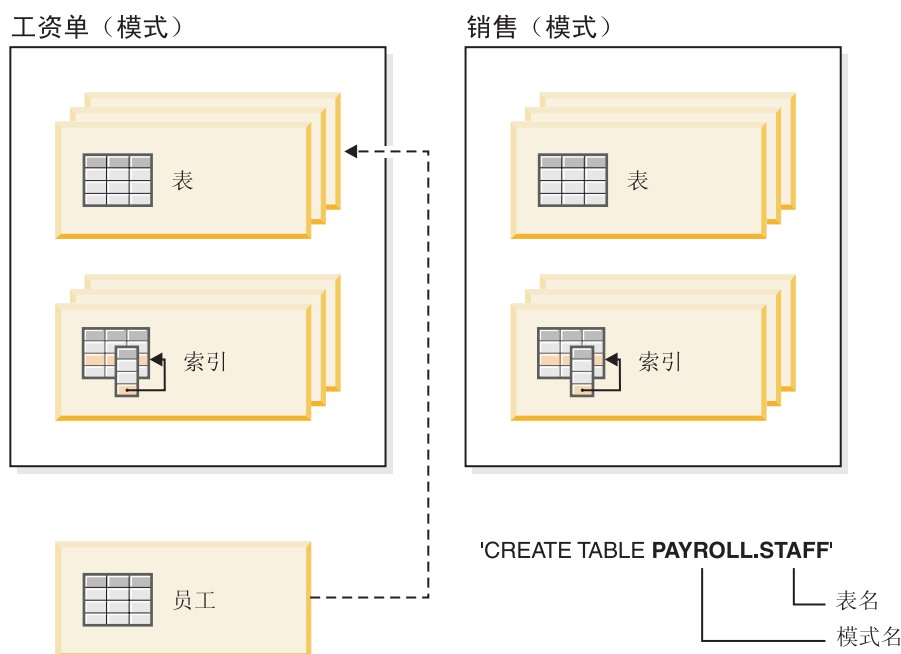 工资单（模式）
销售（模式）
表
表
索引
索引
员工
'CREATE TABLE PAYROLL.STAFF'
表名
模式名